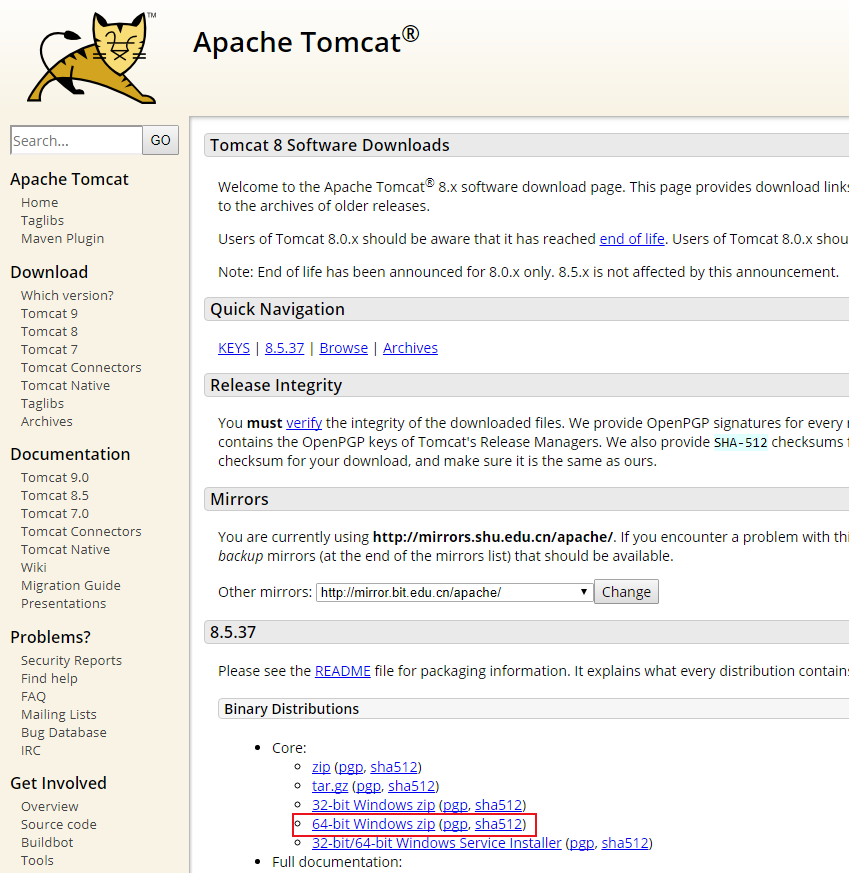 TM
Apache Tomcat®
Search... GO
Apache Tomcat
Home
Taglibs
Maven Plugin
Download
Which version?
Tomcat 9
Tomcat 8
Tomcat 7
Tomcat Connectors
Tomcat Native
Taglibs
Archives
Documentation
Tomcat 9.0
Tomcat 8.5
Tomcat 7.0
Tomcat Connectors
Tomcat Native
Wiki
Migration Guide
Presentations
Problems?
Security Reports
Find help
FAQ
Mailing Lists
Bug Database
IRC
Get Involved
Overview
Source code
Buildbot
Tools
Tomcat 8 Software Downloads
Welcome to the Apache Tomcat® 8.x software download page. This page provides download links
to the archives of older releases.
Users of Tomcat 8.0.x should be aware that it has reached end of life. Users of Tomcat 8.0.x shou
Note: End of life has been announced for 8.0.x only. 8.5.x is not affected by this announcement.
Quick Navigation
KEYS | 8.5.37 | Browse | Archives
Release Integrity
You must verify the integrity of the downloaded files. We provide OpenPGP signatures for every
contains the OpenPGP keys of Tomcat's Release Managers. We also provide SHA-512 checksums
checksum for your download, and make sure it is the same as ours.
Mirrors
You are currently using http://mirrors.shu.edu.cn/apache/. If you encounter a problem with thi
backup mirrors (at the end of the mirrors list) that should be available.
Other mirrors: http://mirror.bit.edu.cn/apache/ Change
8.5.37
Please see the README file for packaging information. It explains what every distribution contains
Binary Distributions
Core:
zip (pgp, sha512)
tar.gz (pgp, sha512)
32-bit Windows zip (pgp, sha512)
64-bit Windows zip (pgp, sha512)
32-bit/64-bit Windows Service Installer (pgp, sha512)
Full documentation: